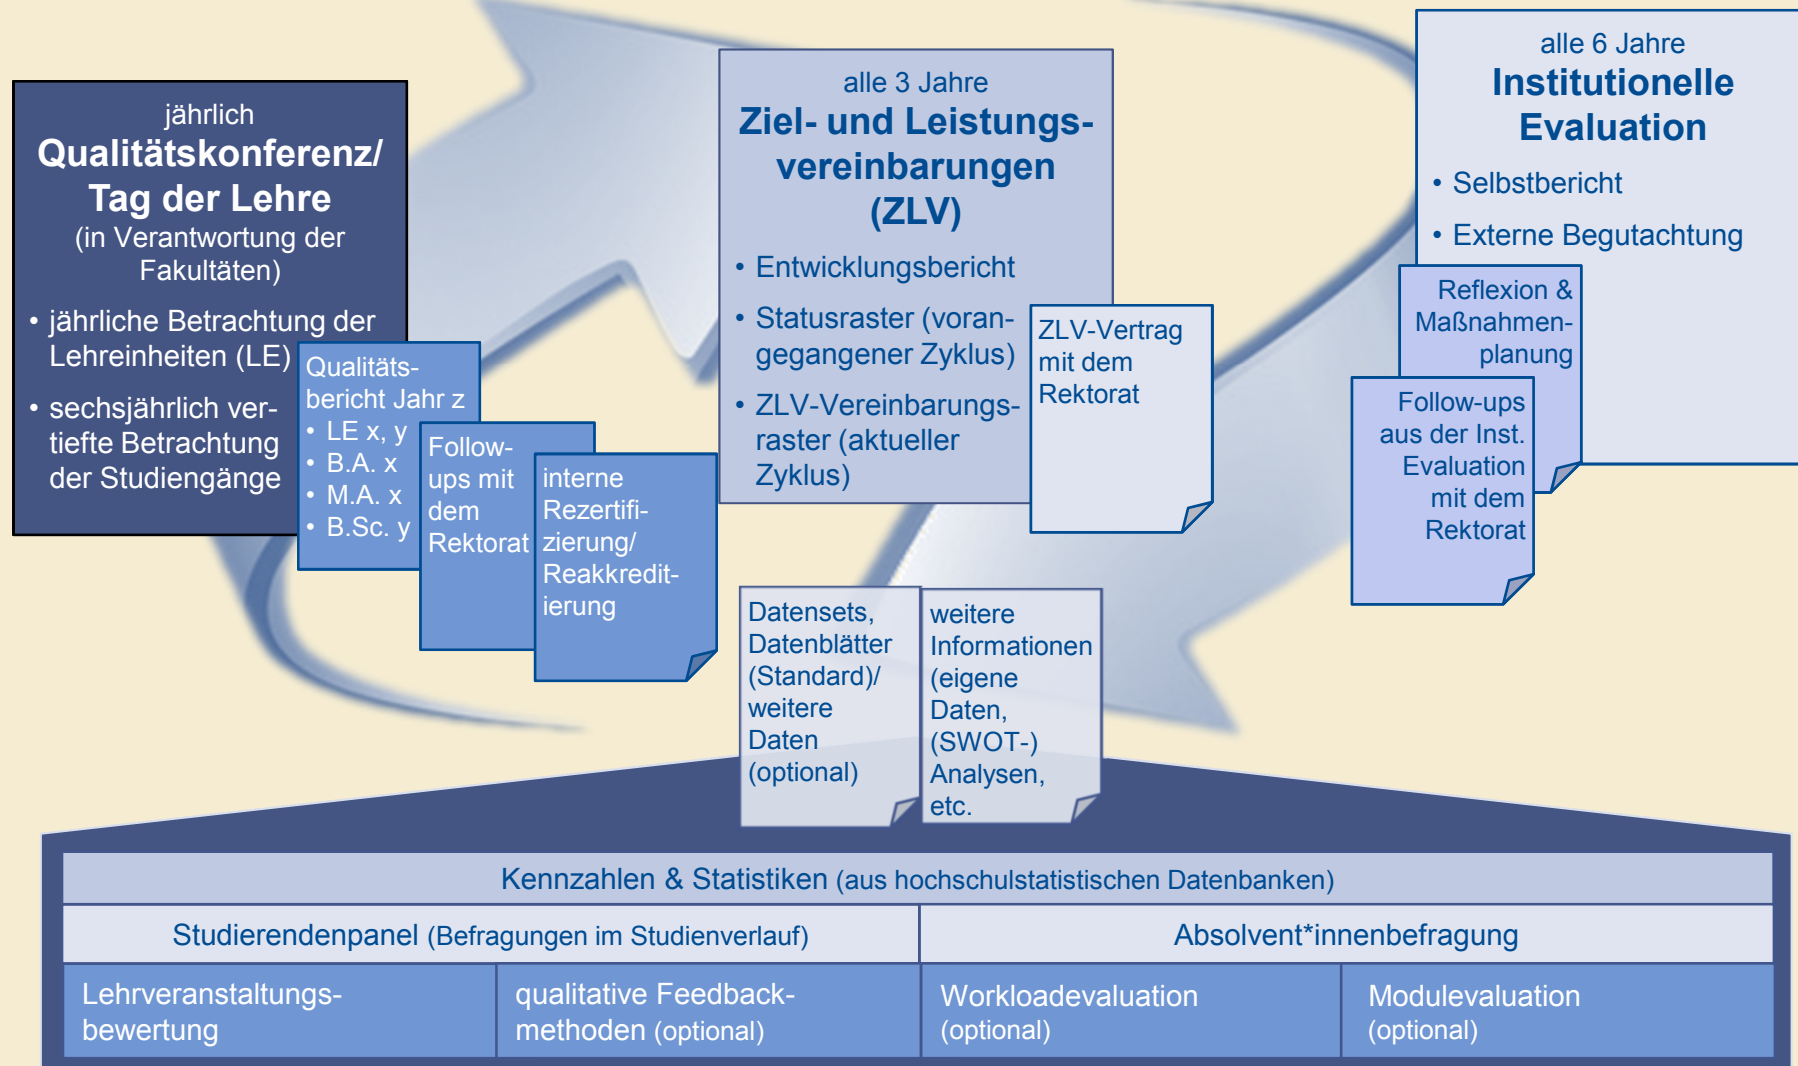 jährlich
Qualitätskonferenz/
Tag der Lehre
(in Verantwortung der
Fakultäten)
• jährliche Betrachtung der
Lehreinheiten (LE)
• sechsjährlich ver-
tiefte Betrachtung
der Studiengänge
Qualitäts-
bericht Jahr z
• LE x, y
• B.A. x
• M.A. x
• B.Sc. y
Follow-
ups mit
dem
Rektorat
interne
Rezertifi-
zierung/
Reakkredit-
ierung
alle 3 Jahre
Ziel- und Leistungs-
vereinbarungen
(ZLV)
• Entwicklungsbericht
• Statusraster (voran-
gegangener Zyklus)
• ZLV-Vereinbarungs-
raster (aktueller
Zyklus)
ZLV-Vertrag
mit dem
Rektorat
alle 6 Jahre
Institutionelle
Evaluation
• Selbstbericht
• Externe Begutachtung
Reflexion &
Maßnahmen-
planung
Follow-ups
aus der Inst.
Evaluation
mit dem
Rektorat
Datensets,
Datenblätter
(Standard)/
weitere
Daten
(optional)
weitere
Informationen
(eigene
Daten,
(SWOT-)
Analysen,
etc.
Kennzahlen & Statistiken (aus hochschulstatistischen Datenbanken)
Studierendenpanel (Befragungen im Studienverlauf)
Absolvent*innenbefragung
Lehrveranstaltungs-
bewertung
qualitative Feedback-
methoden (optional)
Workloadevaluation
(optional)
Modulevaluation
(optional)